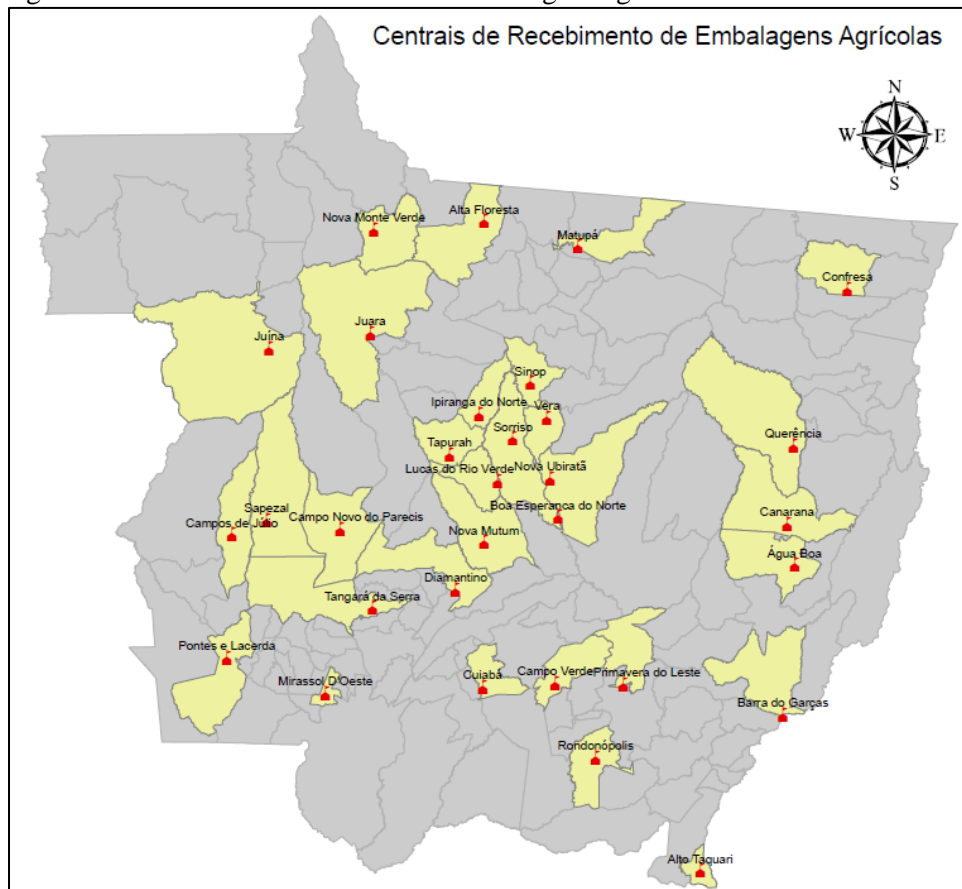 Centrais de Recebimento de Embalagens Agrícolas
N
W
E
S
Alta Floresta
Nova Monte Verde
Matupá
Confresa
Juara
Juína
Sinop
Ipiranga do Norte
Vera
Sorriso
Querência
Tapurah
Lucas do Rio Verde
Nova Ubiratã
Boa Esperança do Norte
Sapezal
Campos de Júlio
Campo Novo do Parecis
Canarana
Nova Mutum
Água Boa
Diamantino
Tangará da Serra
Pontes e Lacerda
Mirassol D'Oeste
Cuiabá
Campo Verde
Primavera do Leste
Barra do Garças
Rondonópolis
Alto Taquari